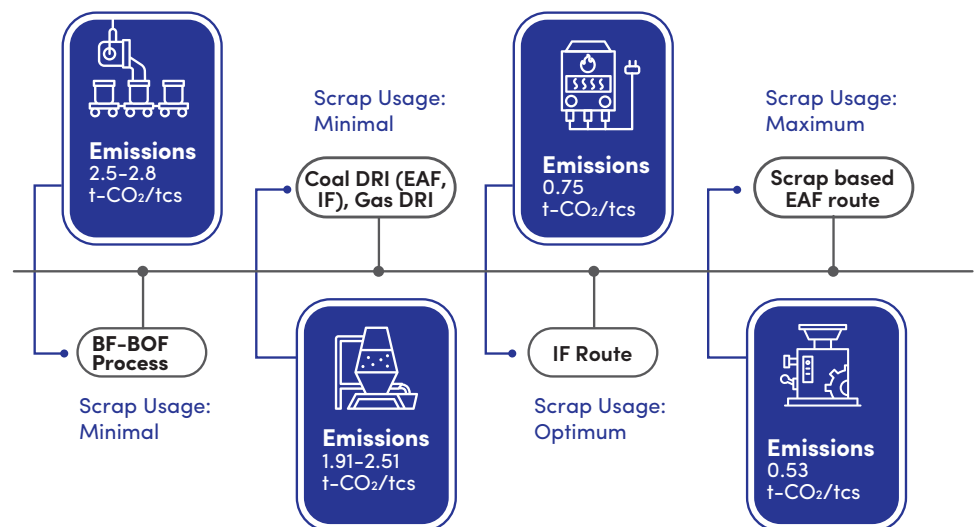 Emissions
2.5-2.8
t-CO₂/tcs
BF-BOF
Process
Scrap Usage:
Minimal
Scrap Usage:
Minimal
Coal DRI (EAF,
IF), Gas DRI
Emissions
1.91-2.51
t-CO₂/tcs
Emissions
0.75
t-CO₂/tcs
IF Route
Scrap Usage:
Optimum
Scrap Usage:
Maximum
Scrap based
EAF route
Emissions
0.53
t-CO₂/tcs